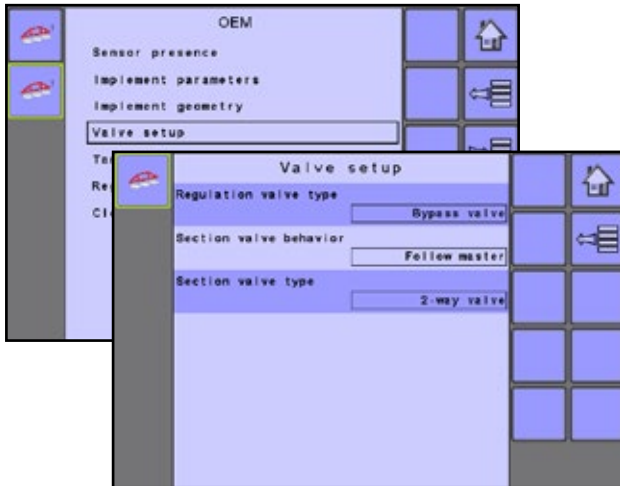 OEM
Sensor presence
Implement parameters
Implement geometry
Valve setup
Valve setup
Regulation valve type
Bypass valve
Section valve behavior
Follow master
Section valve type
2-way valve